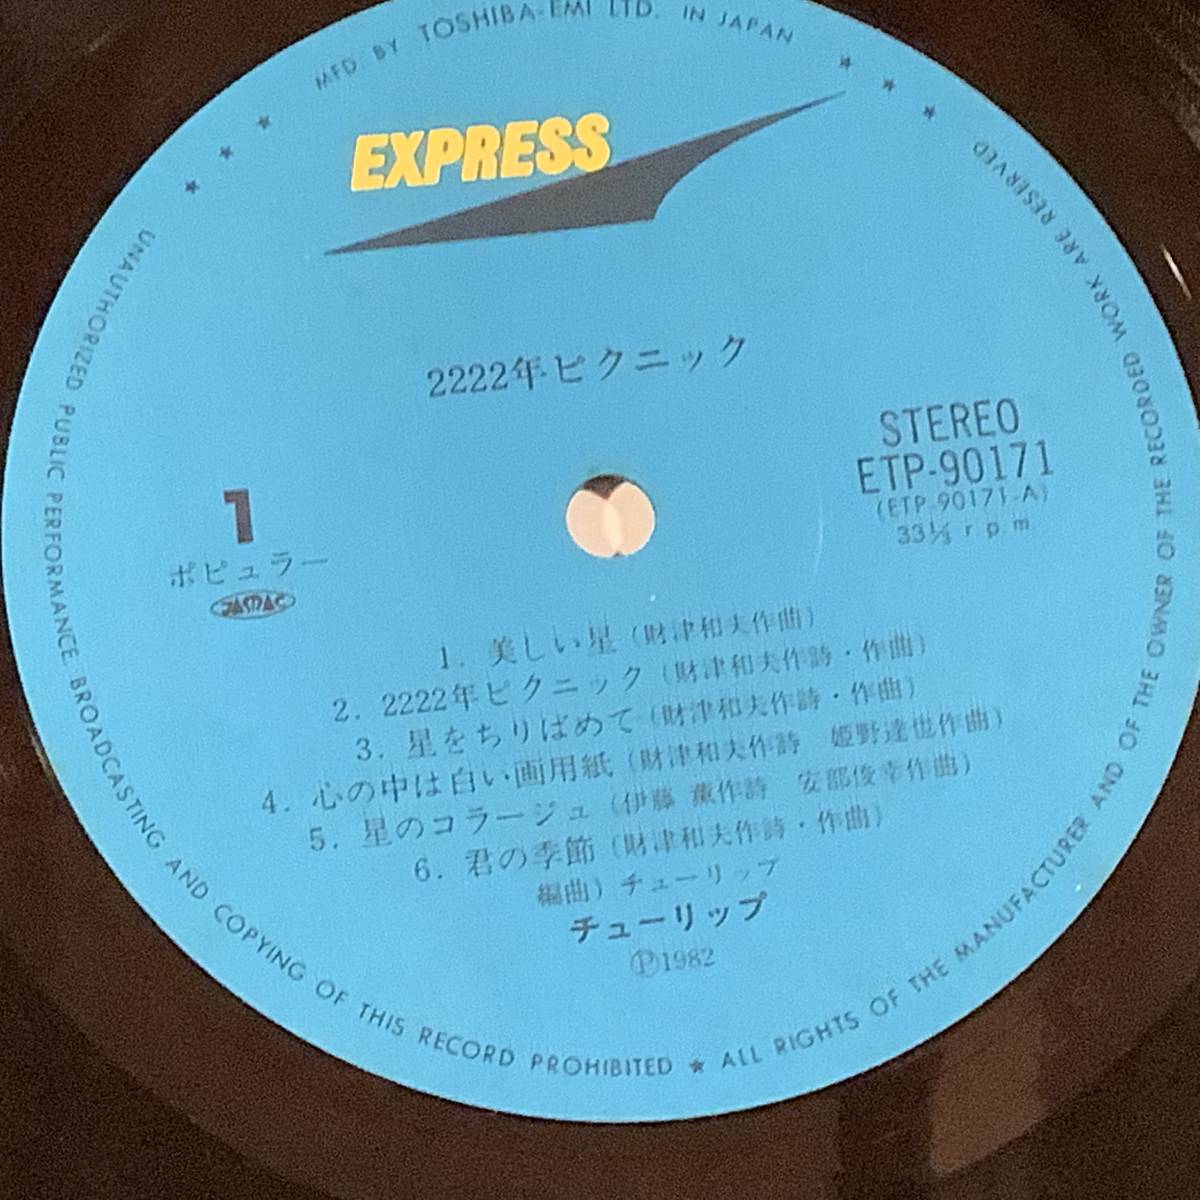 MFD BY TOSHIBA-EMI LTD. IN JAPAN
EXPRESS
2222年ピクニック
STEREO
ETP-90171
(ETP-90171-A)
33⅓ r p m
1
ポピュラー
JASRAC
1. 美しい星(財津和夫作曲)
2. 2222年ピクニック(財津和夫作詩・作曲)
3. 星をちりばめて(財津和夫作詩・作曲)
4. 心の中は白い画用紙(財津和夫作詩 姫野達也作曲)
5. 星のコラージュ(伊藤 薫作詩 安部俊幸作曲)
6. 君の季節(財津和夫作詩・作曲)
編曲)チューリップ
チューリップ
Ⓟ1982
UNAUTHORIZED PUBLIC PERFORMANCE BROADCASTING AND COPYING OF THIS RECORD PROHIBITED ★ ALL RIGHTS OF THE MANUFACTURER AND OF THE OWNER OF THE RECORDED WORK ARE RESERVED